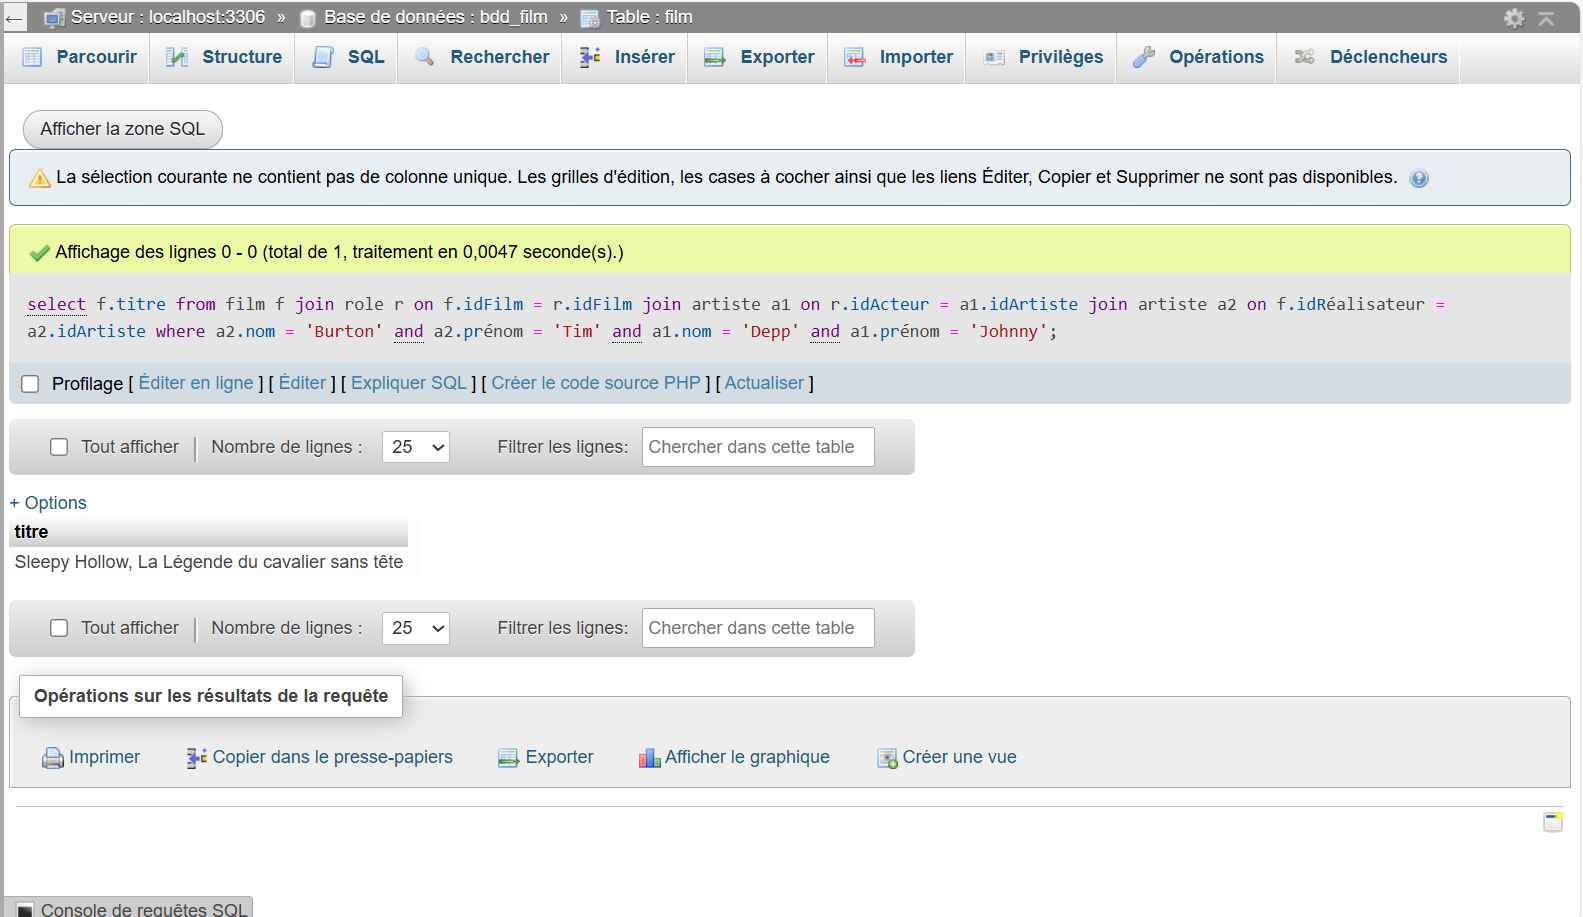 ← Serveur : localhost:3306 » Base de données : bdd_film » Table : film
Parcourir Structure SQL Rechercher Insérer Exporter Importer Privilèges Opérations Déclencheurs
Afficher la zone SQL
La sélection courante ne contient pas de colonne unique. Les grilles d'édition, les cases à cocher ainsi que les liens Éditer, Copier et Supprimer ne sont pas disponibles.
Affichage des lignes 0 - 0 (total de 1, traitement en 0,0047 seconde(s).)
select f.titre from film f join role r on f.idFilm = r.idFilm join artiste a1 on r.idActeur = a1.idArtiste join artiste a2 on f.idRéalisateur =
a2.idArtiste where a2.nom = 'Burton' and a2.prénom = 'Tim' and a1.nom = 'Depp' and a1.prénom = 'Johnny';
Profilage [ Éditer en ligne ] [ Éditer ] [ Expliquer SQL ] [ Créer le code source PHP ] [ Actualiser ]
Tout afficher Nombre de lignes : 25 Filtrer les lignes: Chercher dans cette table
+ Options
titre
Sleepy Hollow, La Légende du cavalier sans tête
Tout afficher Nombre de lignes : 25 Filtrer les lignes: Chercher dans cette table
Opérations sur les résultats de la requête
Imprimer Copier dans le presse-papiers Exporter Afficher le graphique Créer une vue
Console de requêtes SQL